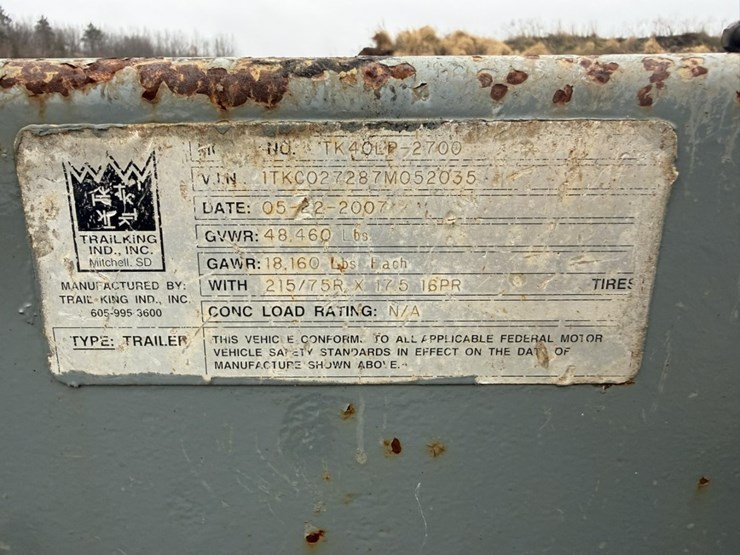 NO. TK40LP-2700
V.I.N. 1TKC027287M052035
DATE: 05-22-2007
GVWR: 48,460 Lbs
GAWR: 18,160 Lbs Each
WITH 215/75R X 17.5 16PR TIRES
CONC LOAD RATING: N/A
TRAILKING
IND., INC.
Mitchell, SD
MANUFACTURED BY:
TRAIL KING IND., INC.
605-995-3600
TYPE: TRAILER
THIS VEHICLE CONFORMS TO ALL APPLICABLE FEDERAL MOTOR
VEHICLE SAFETY STANDARDS IN EFFECT ON THE DATE OF
MANUFACTURE SHOWN ABOVE.